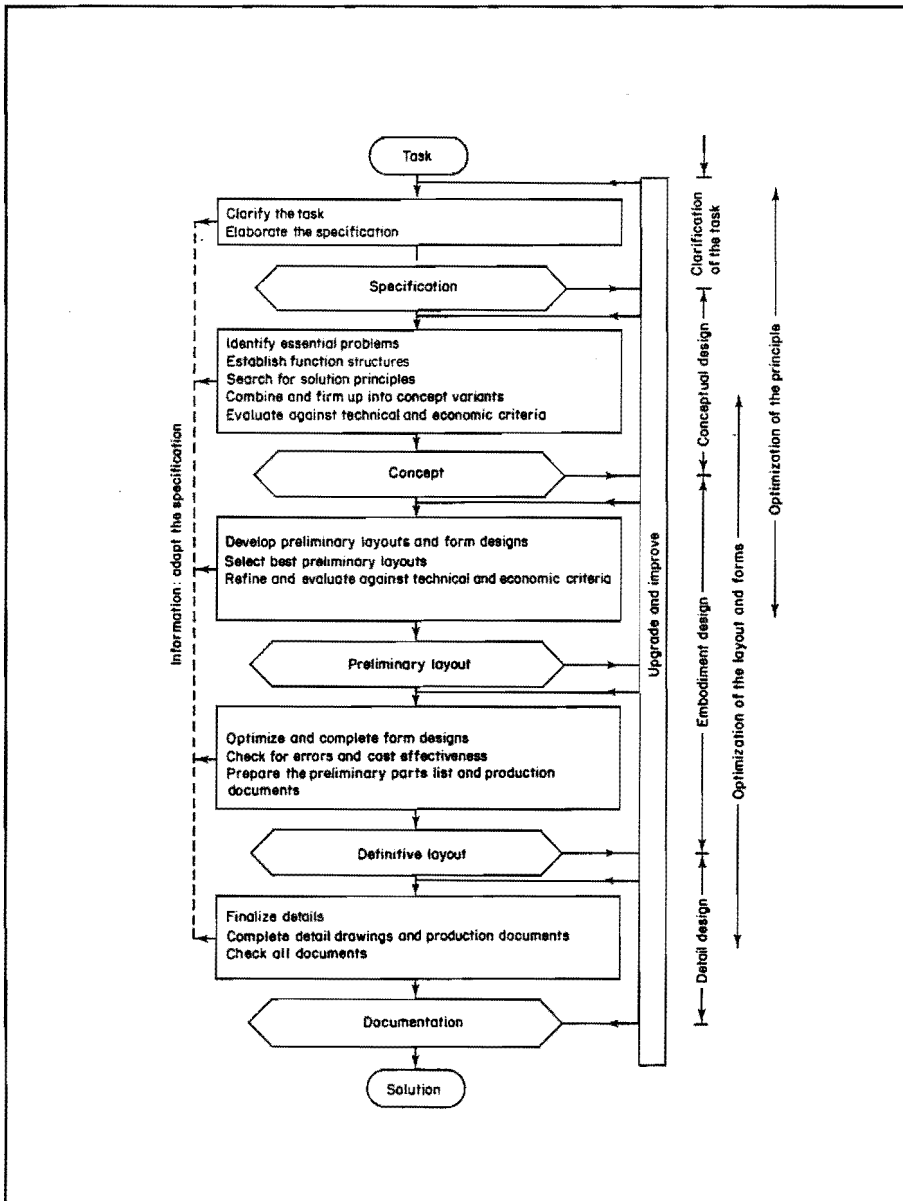 Task
Clarify the task
Elaborate the specification
Specification
Identify essential problems
Establish function structures
Search for solution principles
Combine and firm up into concept variants
Evaluate against technical and economic criteria
Concept
Develop preliminary layouts and form designs
Select best preliminary layouts
Refine and evaluate against technical and economic criteria
Preliminary layout
Optimize and complete form designs
Check for errors and cost effectiveness
Prepare the preliminary parts list and production
documents
Definitive layout
Finalize details
Complete detail drawings and production documents
Check all documents
Documentation
Solution
Information: adapt the specification
Upgrade and improve
Clarification
of the task
Conceptual design
Embodiment design
Detail design
Optimization of the layout and forms
Optimization of the principle